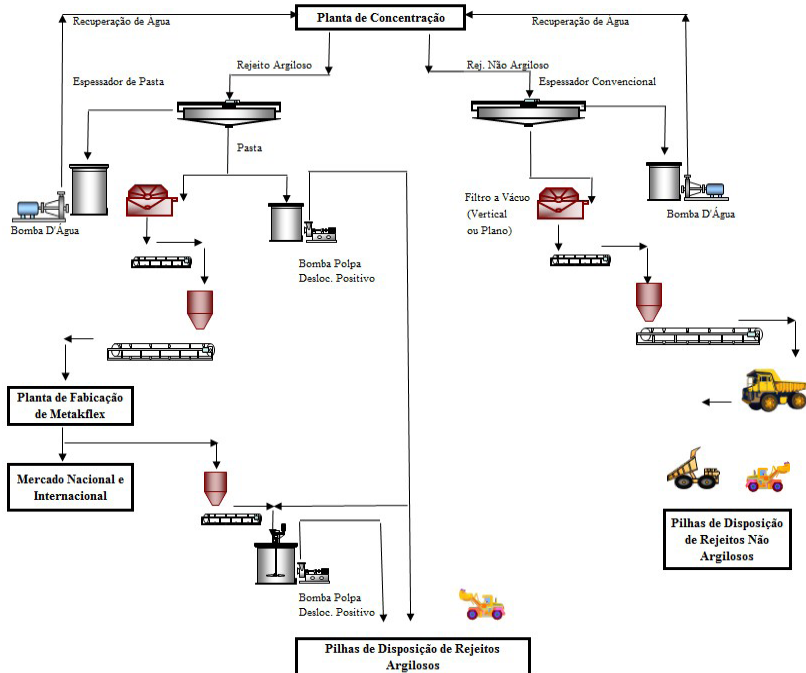 Planta de Concentração
Recuperação de Água
Recuperação de Água
Rejeito Argiloso
Rej. Não Argiloso
Espessador de Pasta
Espessador Convencional
Pasta
Filtro a Vácuo
(Vertical
ou Plano)
Bomba D'Água
Bomba D'Água
Bomba Polpa
Desloc. Positivo
Planta de Fabicação
de Metakflex
Mercado Nacional e
Internacional
Pilhas de Disposição
de Rejeitos Não
Argilosos
Bomba Polpa
Desloc. Positivo
Pilhas de Disposição de Rejeitos
Argilosos